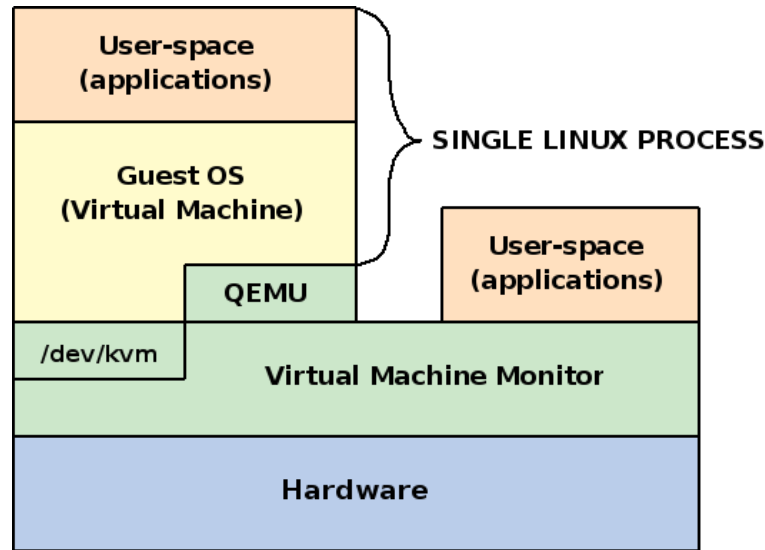 User-space
(applications)
SINGLE LINUX PROCESS
Guest OS
(Virtual Machine)
User-space
(applications)
QEMU
/dev/kvm
Virtual Machine Monitor
Hardware